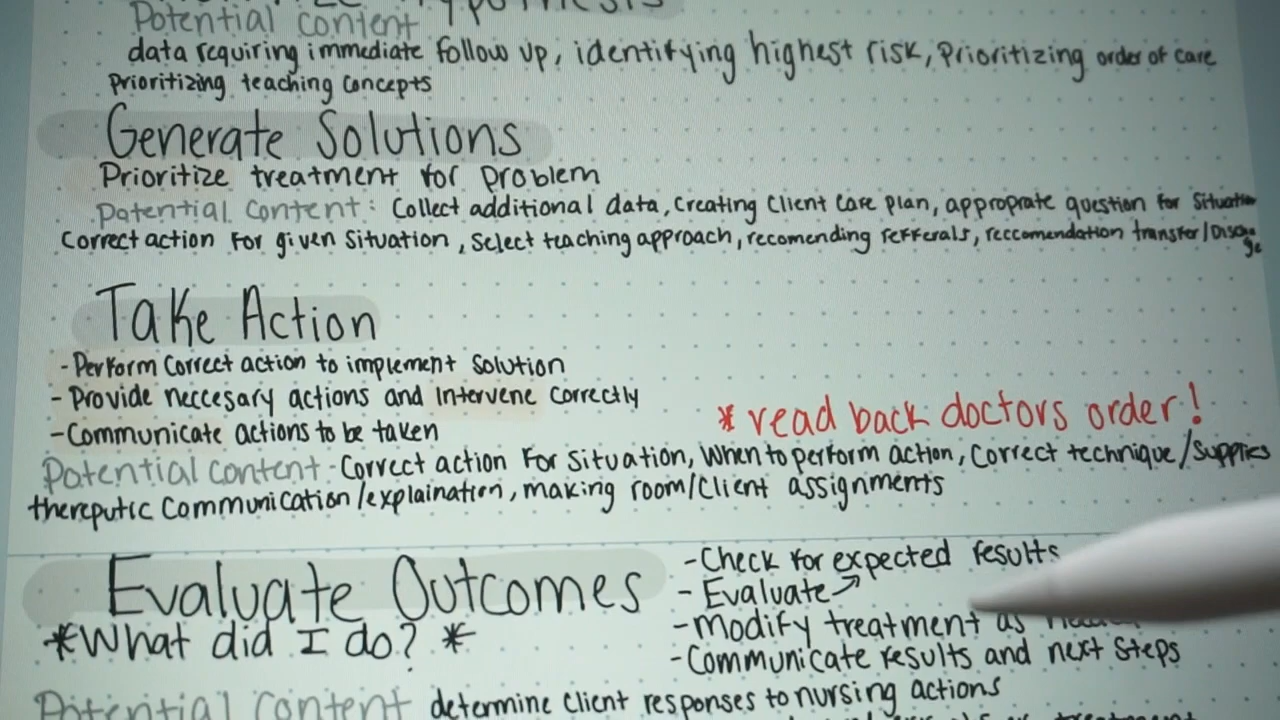 Potential content
data requiring immediate follow up, identifying highest risk, Prioritizing order of care
Prioritizing teaching concepts
Generate Solutions
Prioritize treatment for problem
Potential Content: Collect additional data, Creating Client Care Plan, approprate question for Situation
Correct action For given Situation, Select teaching approach, recomending refferals, reccomendation transfer/Discharge
Take Action
-Perform Correct action to implement Solution
- Provide neccesary actions and Intervene Correctly
-Communicate actions to be taken
* read back doctors order!
Potential content - Correct action For Situation, When to perform action, Correct technique/Supplies
thereputic Communication/explaination, making room/Client assignments
Evaluate Outcomes
*What did I do? *
-Check for expected results
- Evaluate↗
-Modify treatment as
-Communicate results and next Steps
Potential Content determine Client responses to nursing actions